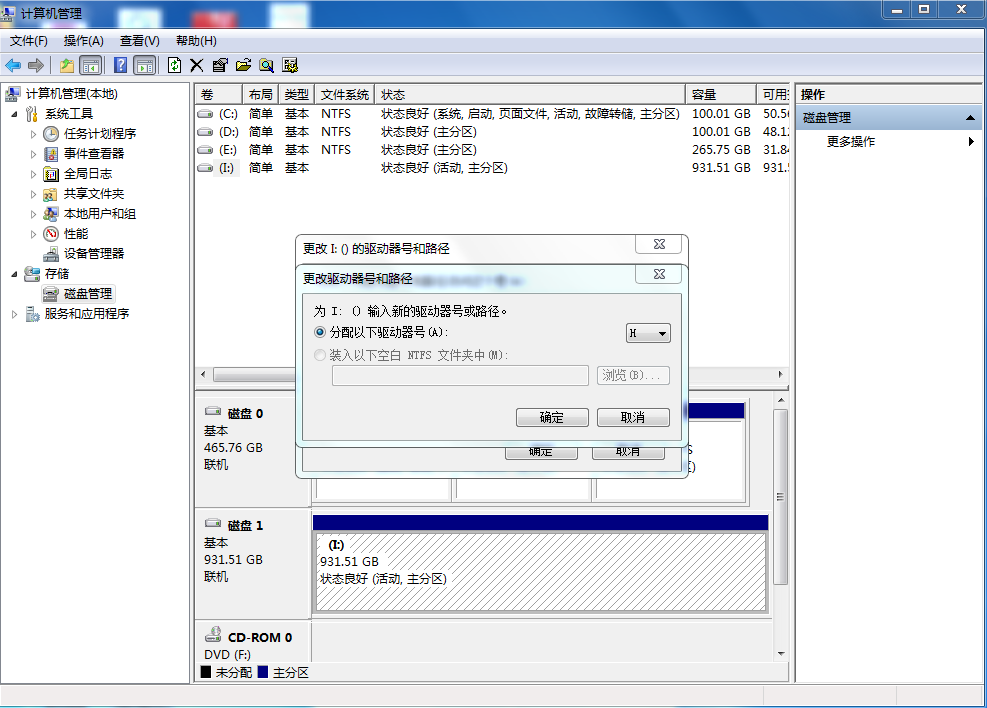 计算机管理
文件(F) 操作(A) 查看(V) 帮助(H)
计算机管理(本地)
系统工具
任务计划程序
事件查看器
全局日志
共享文件夹
本地用户和组
性能
设备管理器
存储
磁盘管理
服务和应用程序
卷 布局 类型 文件系统 状态 容量 可用
(C:) 简单 基本 NTFS 状态良好 (系统, 启动, 页面文件, 活动, 故障转储, 主分区) 100.01 GB 50.5
(D:) 简单 基本 NTFS 状态良好 (主分区) 100.01 GB 48.1
(E:) 简单 基本 NTFS 状态良好 (主分区) 265.75 GB 31.8
(I:) 简单 基本 状态良好 (活动, 主分区) 931.51 GB 931.
更改 I: () 的驱动器号和路径
更改驱动器号和路径
为 I: () 输入新的驱动器号或路径。
分配以下驱动器号(A): H
装入以下空白 NTFS 文件夹中(M):
浏览(B)...
确定 取消
确定 取消
磁盘 0
基本
465.76 GB
联机
磁盘 1
基本
931.51 GB
联机
(I:)
931.51 GB
状态良好 (活动, 主分区)
CD-ROM 0
DVD (F:)
未分配 主分区
操作
磁盘管理
更多操作